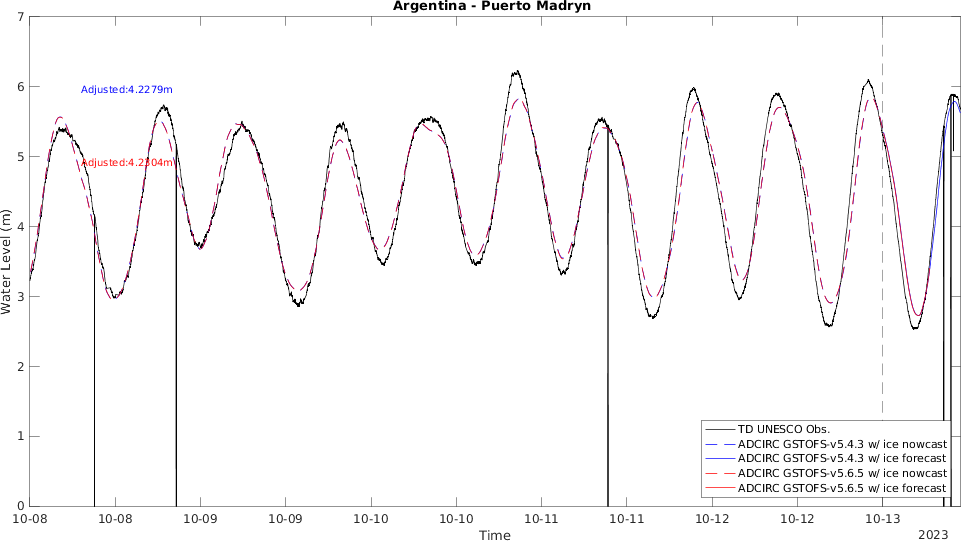 Argentina - Puerto Madryn
7
6
5
4
3
2
1
0
Water Level (m)
Adjusted:4.2279m
Adjusted:4.2304m
TD UNESCO Obs.
ADCIRC GSTOFS-v5.4.3 w/ ice nowcast
ADCIRC GSTOFS-v5.4.3 w/ ice forecast
ADCIRC GSTOFS-v5.6.5 w/ ice nowcast
ADCIRC GSTOFS-v5.6.5 w/ ice forecast
10-08 10-08 10-09 10-09 10-10 10-10 10-11 10-11 10-12 10-12 10-13
Time
2023